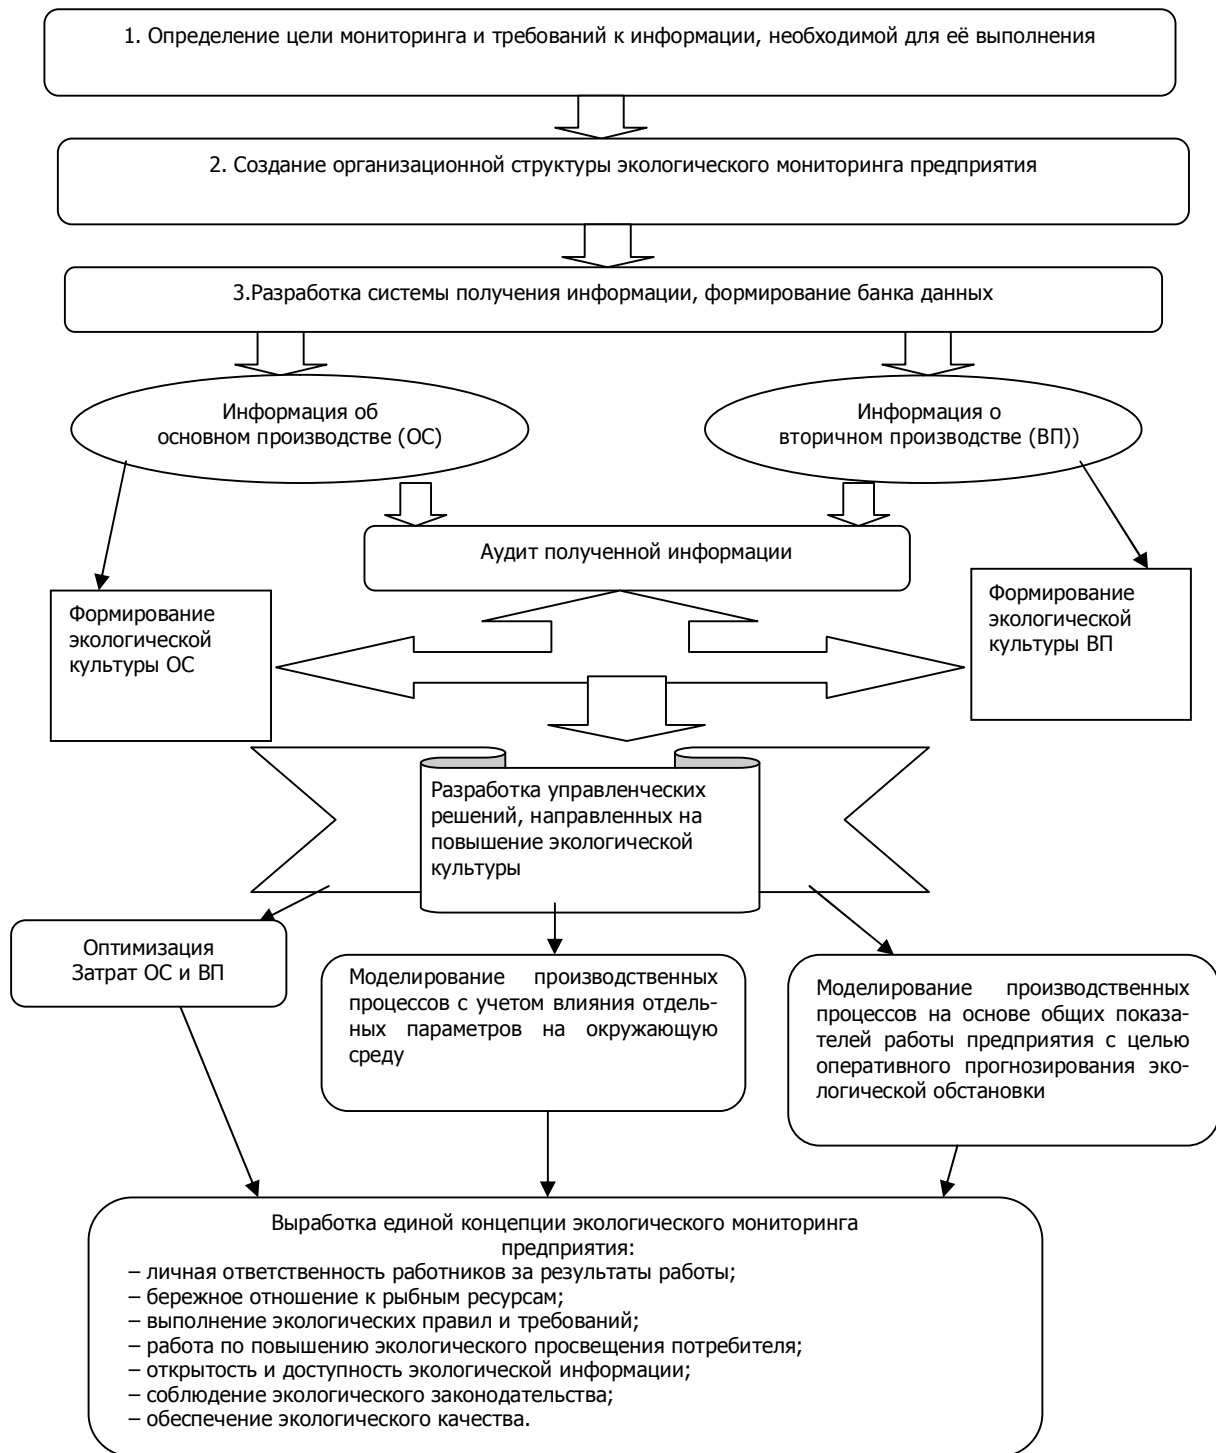 1. Определение цели мониторинга и требований к информации, необходимой для её выполнения
2. Создание организационной структуры экологического мониторинга предприятия
3.Разработка системы получения информации, формирование банка данных
Информация об
основном производстве (ОС)
Информация о
вторичном производстве (ВП))
Аудит полученной информации
Формирование
экологической
культуры ОС
Формирование
экологической
культуры ВП
Разработка управленческих
решений, направленных на
повышение экологической
культуры
Оптимизация
Затрат ОС и ВП
Моделирование производственных
процессов с учетом влияния отдель-
ных параметров на окружающую
среду
Моделирование производственных
процессов на основе общих показа-
телей работы предприятия с целью
оперативного прогнозирования эко-
логической обстановки
Выработка единой концепции экологического мониторинга
предприятия:
– личная ответственность работников за результаты работы;
– бережное отношение к рыбным ресурсам;
– выполнение экологических правил и требований;
– работа по повышению экологического просвещения потребителя;
– открытость и доступность экологической информации;
– соблюдение экологического законодательства;
– обеспечение экологического качества.